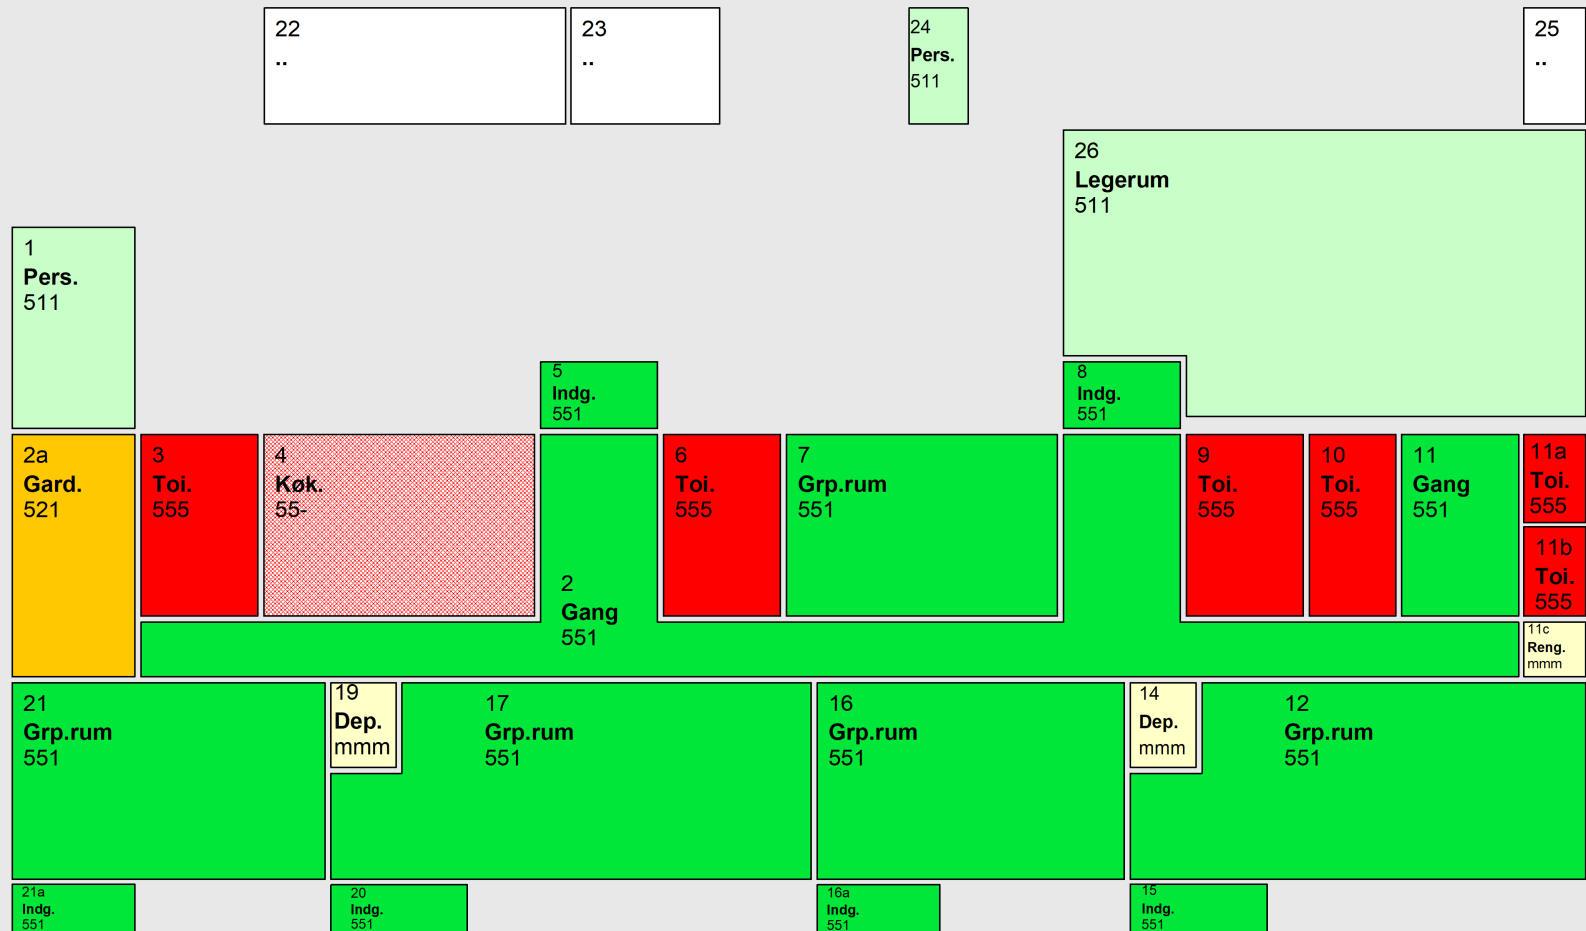 22
..
23
..
24
Pers.
511
25
..
26
Legerum
511
1
Pers.
511
5
Indg.
551
8
Indg.
551
2a
Gard.
521
3
Toi.
555
4
Køk.
55-
2
Gang
551
6
Toi.
555
7
Grp.rum
551
9
Toi.
555
10
Toi.
555
11
Gang
551
11a
Toi.
555
11b
Toi.
555
11c
Reng.
mmm
21
Grp.rum
551
19
Dep.
mmm
17
Grp.rum
551
16
Grp.rum
551
14
Dep.
mmm
12
Grp.rum
551
21a
Indg.
551
20
Indg.
551
16a
Indg.
551
15
Indg.
551